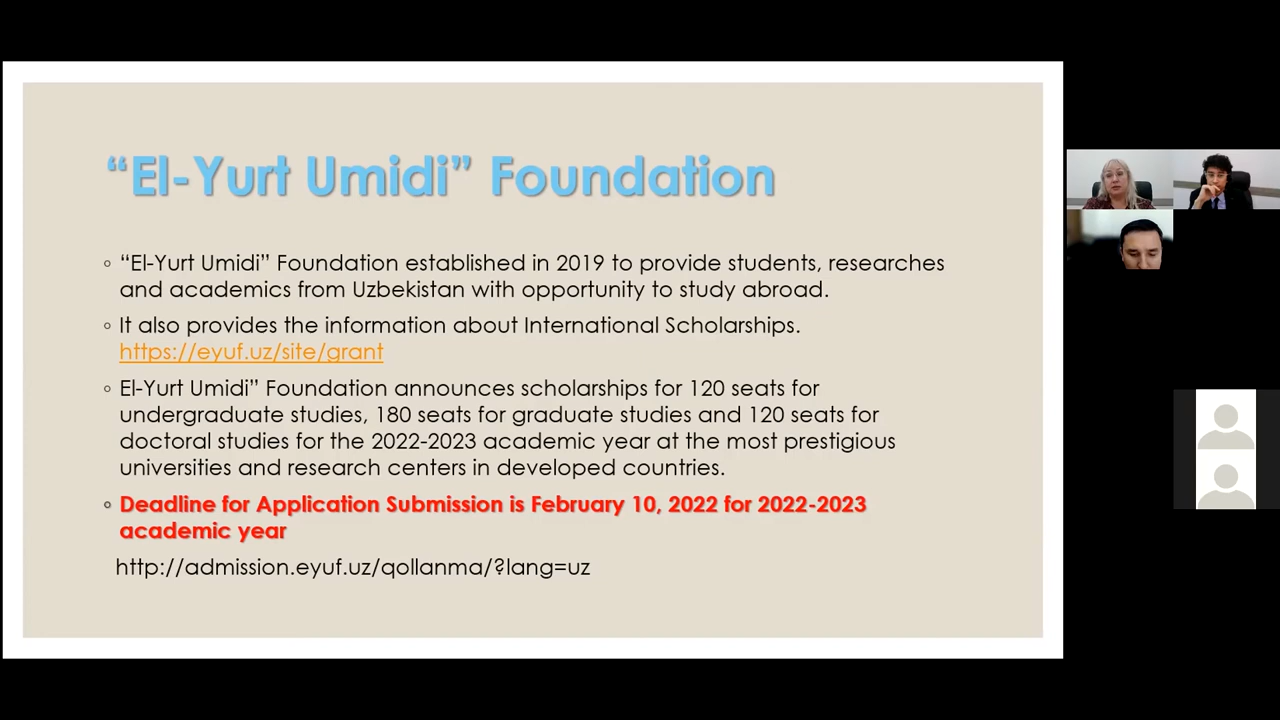 “El-Yurt Umidi” Foundation
◦ “El-Yurt Umidi” Foundation established in 2019 to provide students, researches
and academics from Uzbekistan with opportunity to study abroad.
◦ It also provides the information about International Scholarships.
https://eyuf.uz/site/grant
◦ El-Yurt Umidi” Foundation announces scholarships for 120 seats for
undergraduate studies, 180 seats for graduate studies and 120 seats for
doctoral studies for the 2022-2023 academic year at the most prestigious
universities and research centers in developed countries.
◦ Deadline for Application Submission is February 10, 2022 for 2022-2023
academic year
http://admission.eyuf.uz/qollanma/?lang=uz